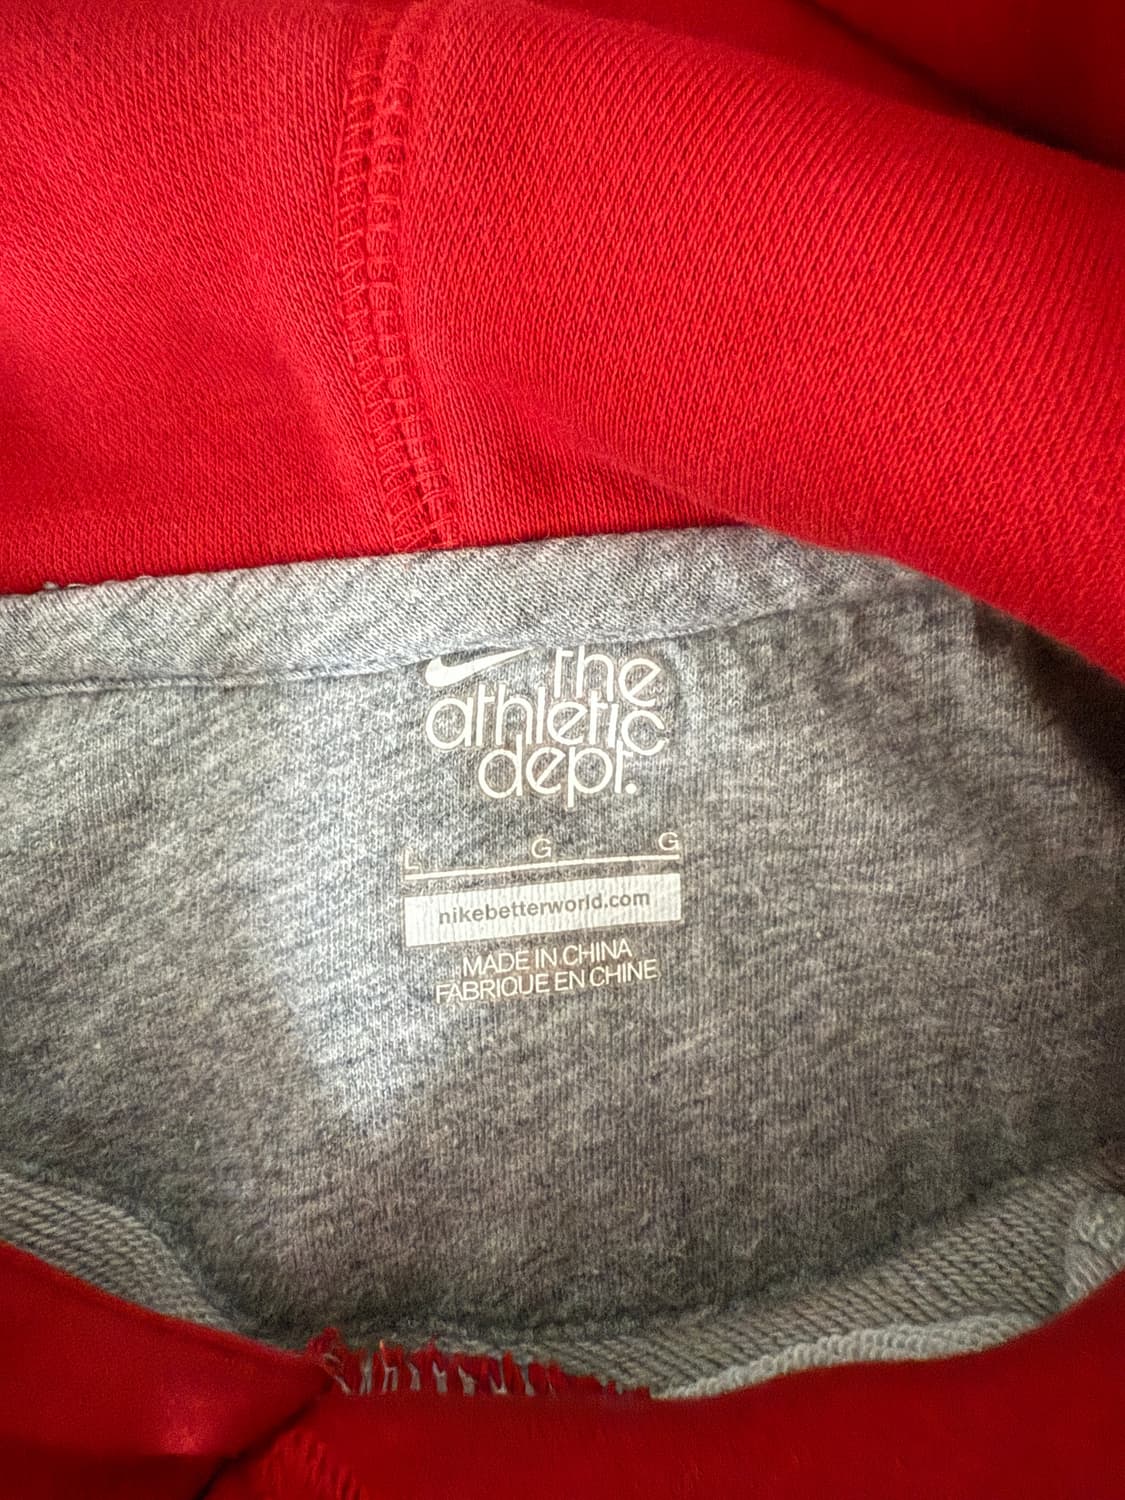 the
athletic
dept.
L G G
nikebetterworld.com
MADE IN CHINA
FABRIQUE EN CHINE